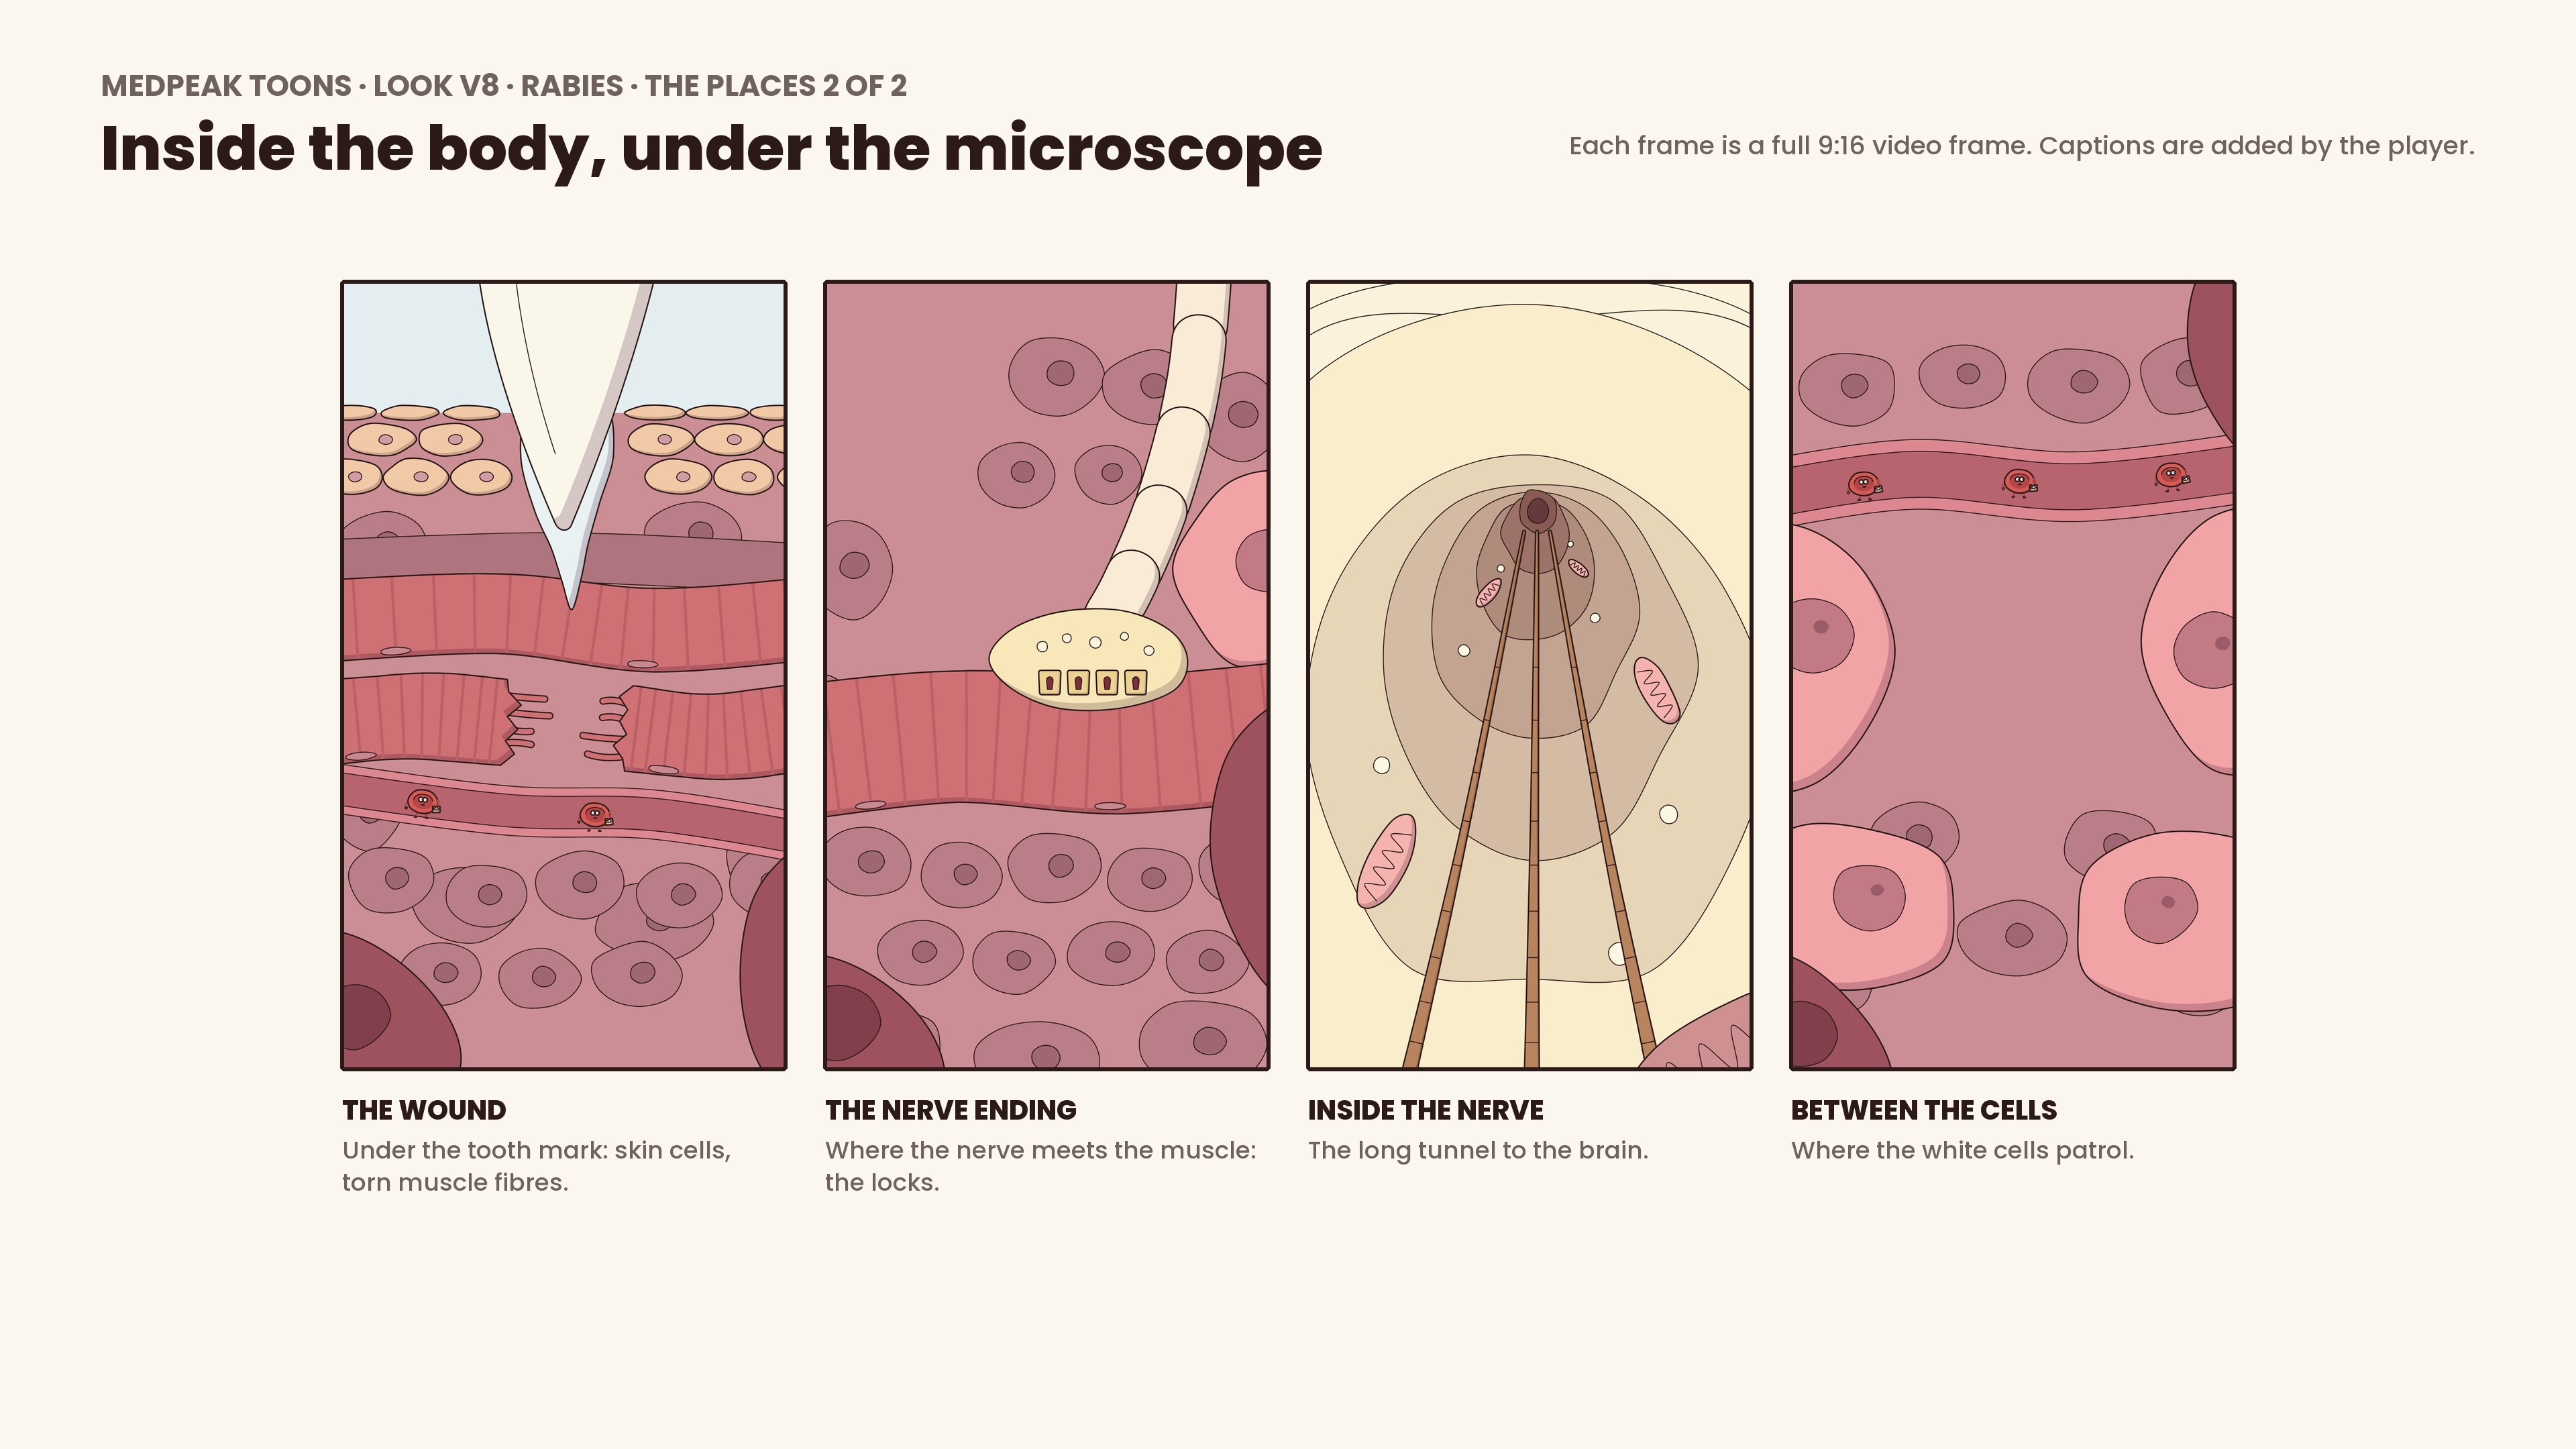 MEDPEAK TOONS · LOOK V8 · RABIES · THE PLACES 2 OF 2
Inside the body, under the microscope
Each frame is a full 9:16 video frame. Captions are added by the player.
THE WOUND
Under the tooth mark: skin cells,
torn muscle fibres.
THE NERVE ENDING
Where the nerve meets the muscle:
the locks.
INSIDE THE NERVE
The long tunnel to the brain.
BETWEEN THE CELLS
Where the white cells patrol.